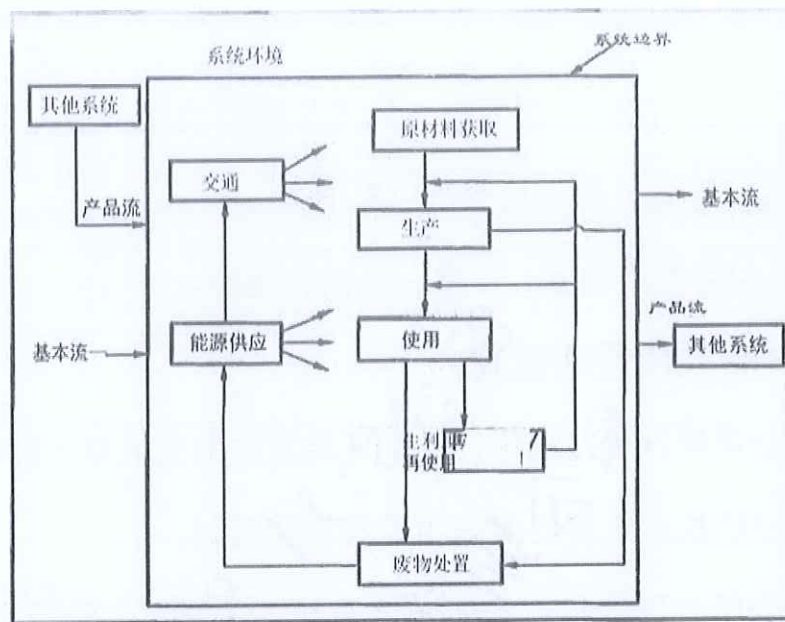 系统环境
系统边界
其他系统
原材料获取
交通
产品流
基本流
生产
产品流
基本流
能源供应
使用
其他系统
再使用
废物处置